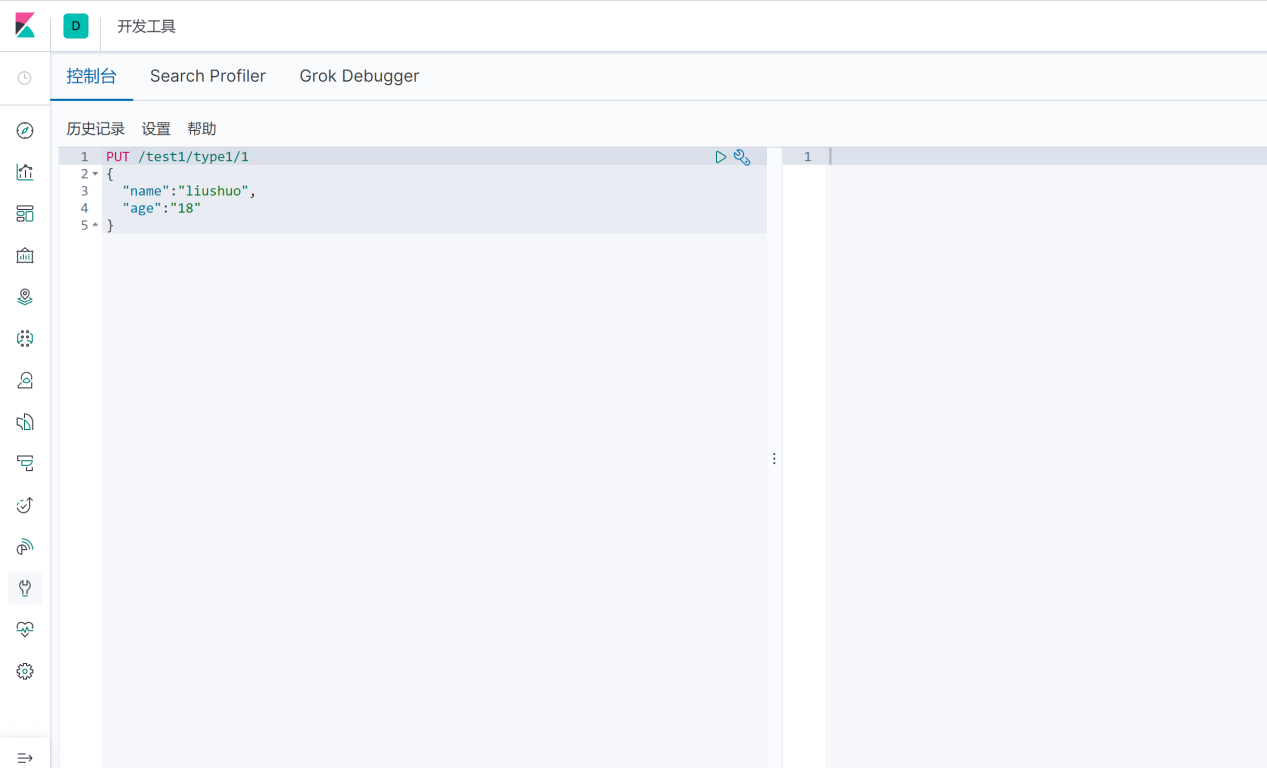 D 开发工具
控制台 Search Profiler Grok Debugger
历史记录 设置 帮助
1 PUT /test1/type1/1
2 {
3 "name":"liushuo",
4 "age":"18"
5 }
1